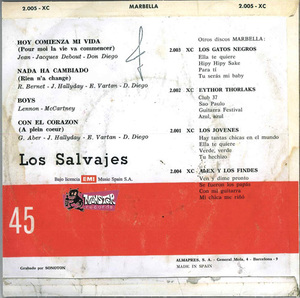 2.005 - XC
MARBELLA
2.005 - XC
HOY COMIENZA MI VIDA
(Pour moi la vie va commencer)
Jean - Jacques Debout - Don Diego
NADA HA CAMBIADO
(Rien n'a change)
R. Bernet - J. Hallyday - R. Vartan - D. Diego
BOYS
Lennon - McCartney
CON EL CORAZON
(A plein coeur)
G. Aber - J. Hallyday - R. Vartan - D. Diego
Los Salvajes
Bajo licencia EMI Music Spain S.A.
Otros discos MARBELLA:
2.001 XC LOS GATOS NEGROS
Ella te quiere
Hipy Hipy Sake
Para ti
Tu serás mi baby
2.002 XC EYTHOR THORLAKS
Club 37
Sao Paulo
Guitarra Festival
Azul, azul
2.003 XC LOS JOVENES
Hay tantas chicas en el mundo
Ella te quiere
Verde, verde
Tu hechizo
2.004 XC ALEX Y LOS FINDES
Ven y dime pronto
Se fueron
Con mi guitarra
Mi chica me riñó
45
MUNSTER
RECORDS
Grabado por SONOTON
ALMAPRES, S. A. - General Mola, 4 - Barcelona - 9
MADE IN SPAIN